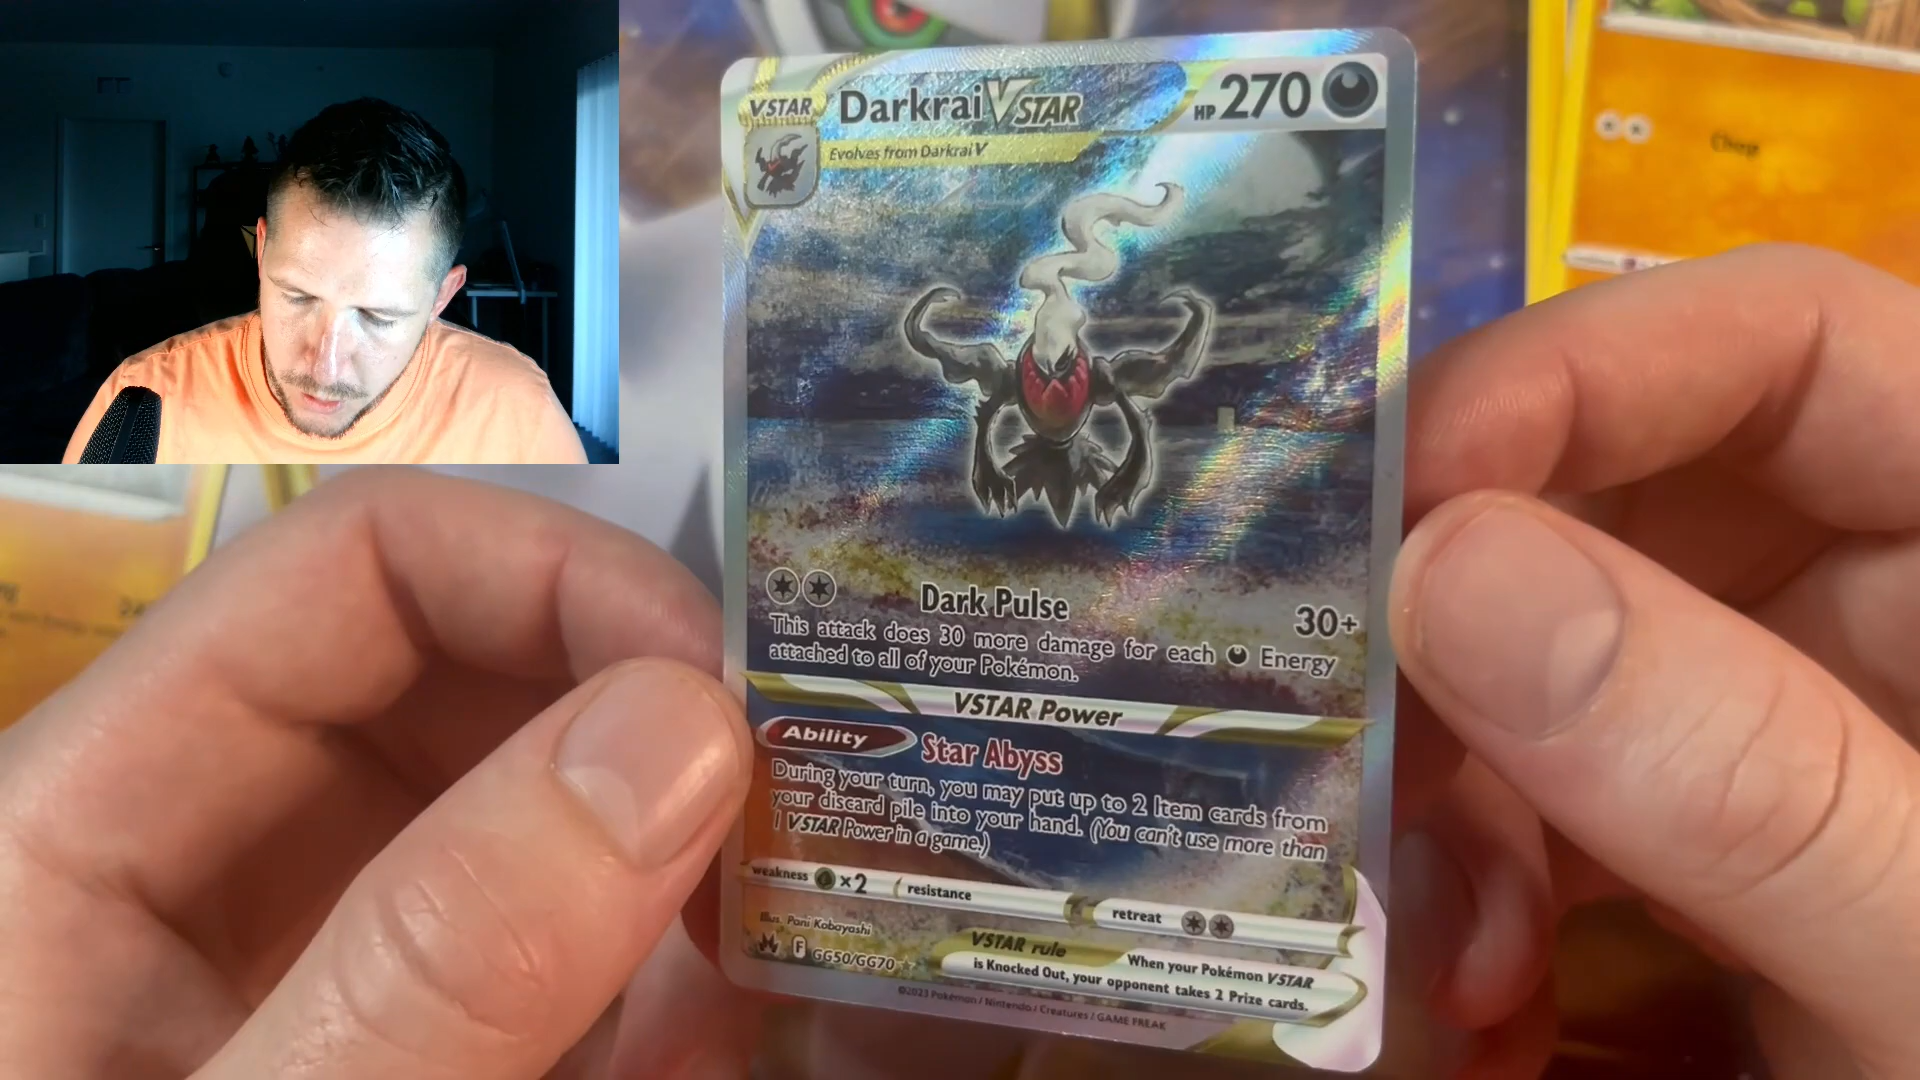 VSTAR
Darkrai VSTAR
HP 270
Evolves from Darkrai V
Dark Pulse 30+
This attack does 30 more damage for each Energy
attached to all of your Pokémon.
VSTAR Power
Ability Star Abyss
During your turn, you may put up to 2 Item cards from
your discard pile into your hand. (You can't use more than
1 VSTAR Power in a game.)
weakness ×2 resistance retreat
Illus. Pani Kobayashi
F GG50/GG70
VSTAR rule When your Pokémon VSTAR
is Knocked Out, your opponent takes 2 Prize cards.
©2023 Pokémon / Nintendo / Creatures / GAME FREAK
Chop